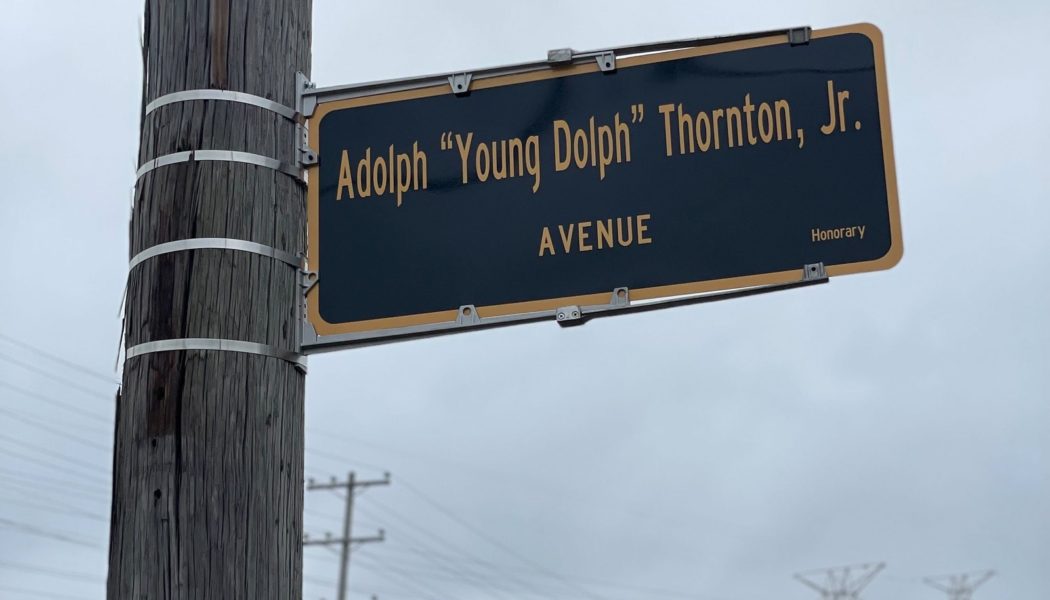 Adolph “Young Dolph” Thornton, Jr.
AVENUE
Honorary